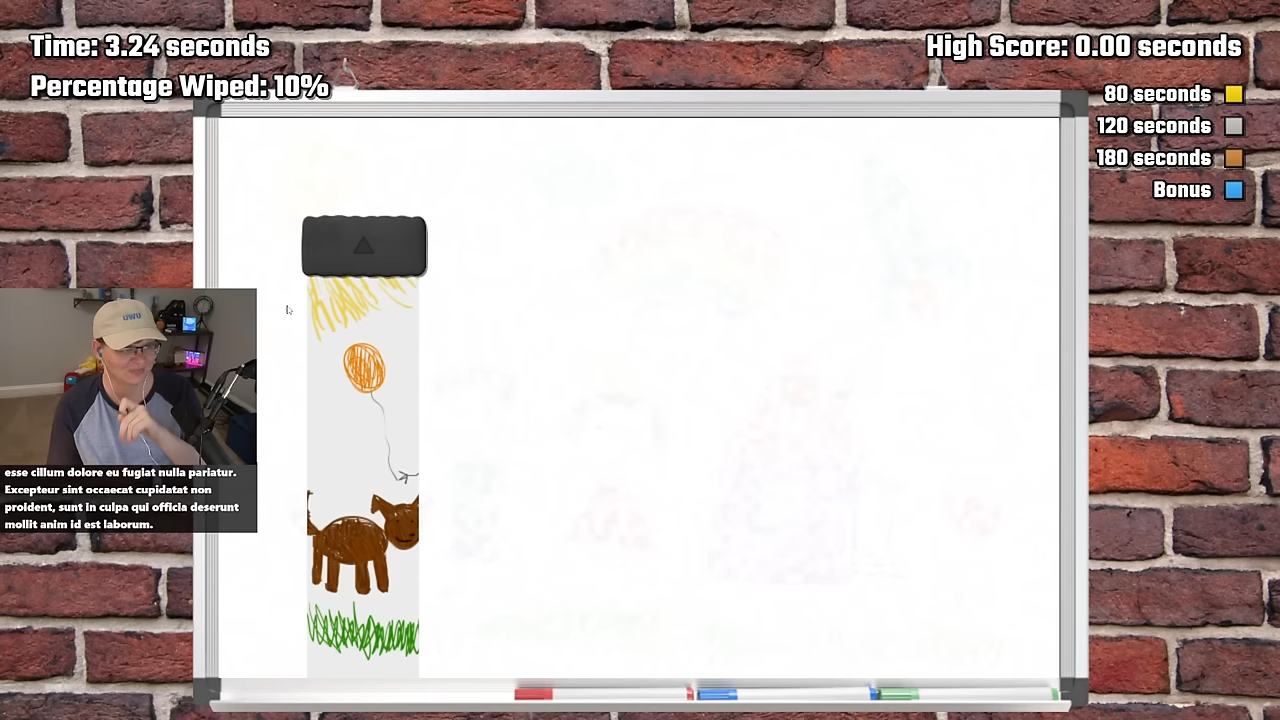 Time: 3.24 seconds
Percentage Wiped: 10%
High Score: 0.00 seconds
80 seconds
120 seconds
180 seconds
Bonus
UWU
esse cillum dolore eu fugiat nulla pariatur.
Excepteur sint occaecat cupidatat non
proident, sunt in culpa qui officia deserunt
mollit anim id est laborum.